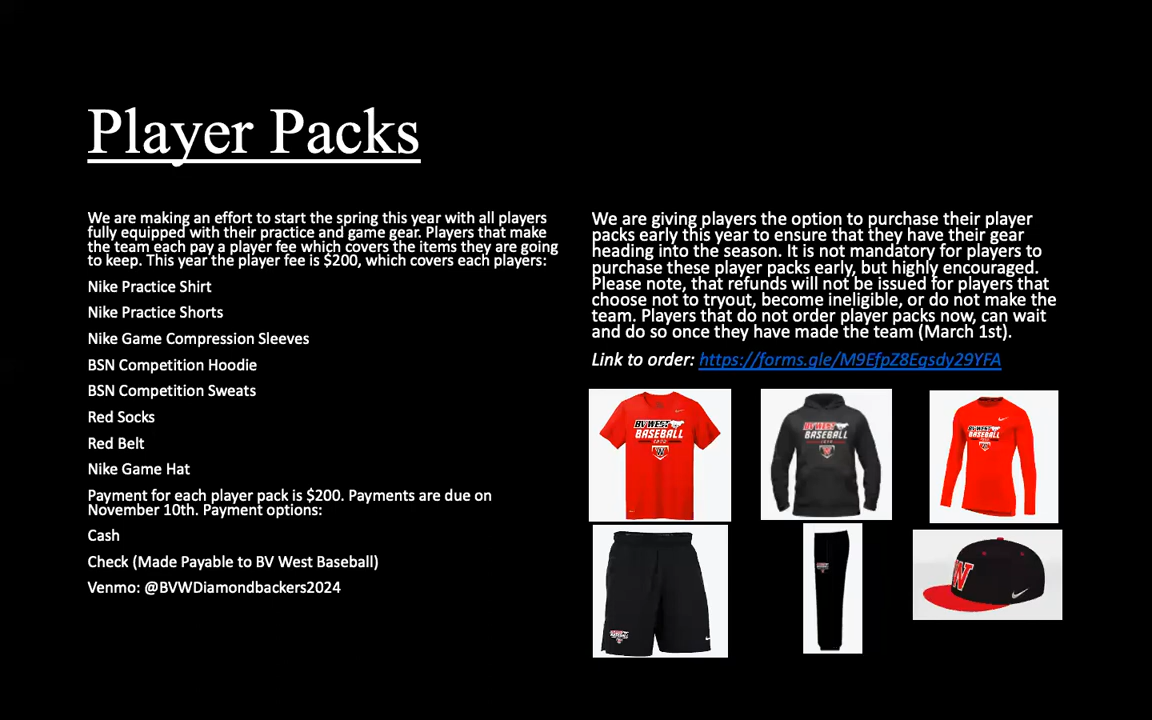 Player Packs
We are making an effort to start the spring this year with all players
fully equipped with their practice and game gear. Players that make
the team each pay a player fee which covers the items they are going
to keep. This year the player fee is $200, which covers each players:
Nike Practice Shirt
Nike Practice Shorts
Nike Game Compression Sleeves
BSN Competition Hoodie
BSN Competition Sweats
Red Socks
Red Belt
Nike Game Hat
Payment for each player pack is $200. Payments are due on
November 10th. Payment options:
Cash
Check (Made Payable to BV West Baseball)
Venmo: @BVWDiamondbackers2024
We are giving players the option to purchase their player
packs early this year to ensure that they have their gear
heading into the season. It is not mandatory for players to
purchase these player packs early, but highly encouraged.
Please note, that refunds will not be issued for players that
choose not to tryout, become ineligible, or do not make the
team. Players that do not order player packs now, can wait
and do so once they have made the team (March 1st).
Link to order: https://forms.gle/M9EfpZ8Eqsdy29YFA
BV WEST
BASEBALL
W
BV WEST
BASEBALL
W
BV WEST
BASEBALL
W